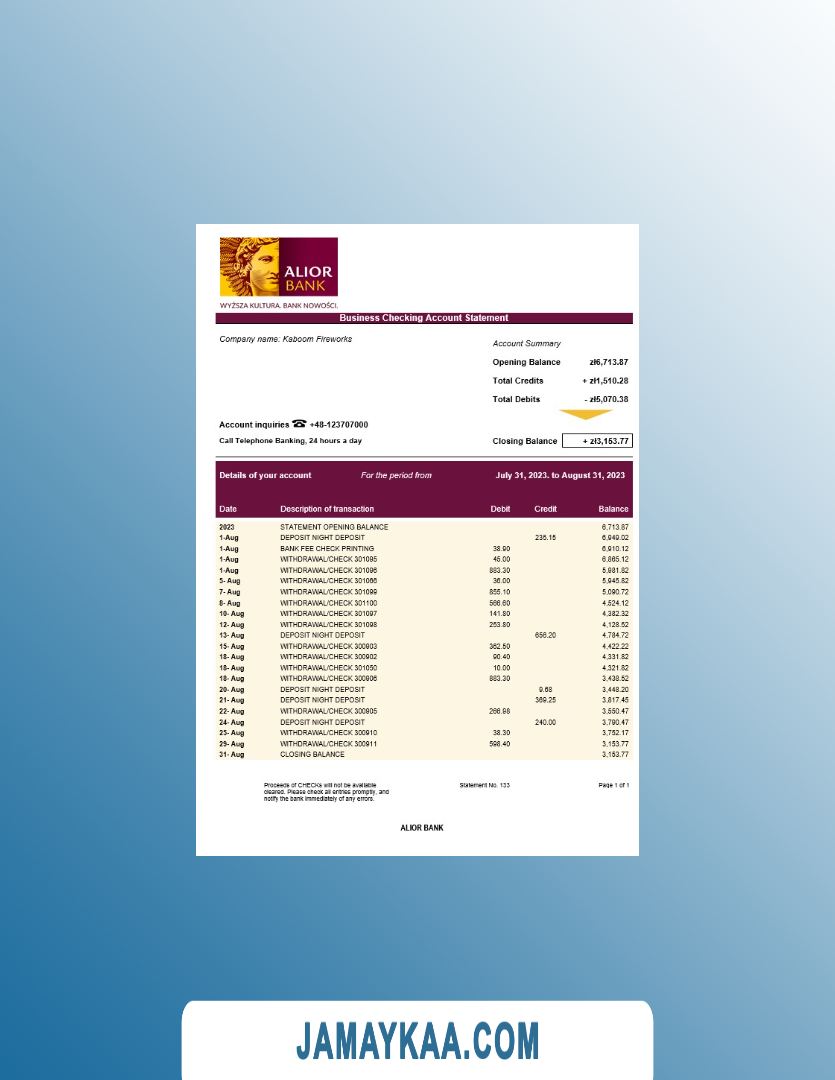 ALIOR
BANK
WYŻSZA KULTURA. BANK NOWOŚCI.
Business Checking Account Statement
Company name: Kaboom Fireworks
Account Summary
Opening Balance zł6,713.87
Total Credits + zł1,510.28
Total Debits - zł5,070.38
Account inquiries ☎ +48-123707000
Call Telephone Banking, 24 hours a day
Closing Balance + zł3,153.77
Details of your account For the period from July 31, 2023. to August 31, 2023
Date Description of transaction Debit Credit Balance
2023 STATEMENT OPENING BALANCE 6,713.87
1-Aug DEPOSIT NIGHT DEPOSIT 235.15 6,949.02
1-Aug BANK FEE CHECK PRINTING 38.90 6,910.12
1-Aug WITHDRAWAL/CHECK 301095 45.00 6,865.12
1-Aug WITHDRAWAL/CHECK 301096 883.30 5,981.82
5- Aug WITHDRAWAL/CHECK 301066 36.00 5,945.82
7- Aug WITHDRAWAL/CHECK 301099 855.10 5,090.72
8- Aug WITHDRAWAL/CHECK 301100 566.60 4,524.12
10- Aug WITHDRAWAL/CHECK 301097 141.80 4,382.32
12- Aug WITHDRAWAL/CHECK 301098 253.80 4,128.52
13- Aug DEPOSIT NIGHT DEPOSIT 656.20 4,784.72
15- Aug WITHDRAWAL/CHECK 300903 362.50 4,422.22
18- Aug WITHDRAWAL/CHECK 300902 90.40 4,331.82
18- Aug WITHDRAWAL/CHECK 301050 10.00 4,321.82
18- Aug WITHDRAWAL/CHECK 300906 883.30 3,438.52
20- Aug DEPOSIT NIGHT DEPOSIT 9.68 3,448.20
21- Aug DEPOSIT NIGHT DEPOSIT 369.25 3,817.45
22- Aug WITHDRAWAL/CHECK 300905 266.98 3,550.47
24- Aug DEPOSIT NIGHT DEPOSIT 240.00 3,790.47
25- Aug WITHDRAWAL/CHECK 300910 38.30 3,752.17
29- Aug WITHDRAWAL/CHECK 300911 598.40 3,153.77
31- Aug CLOSING BALANCE 3,153.77
Proceeds of CHECKs will not be available Statement No. 133 Page 1 of 1
cleared. Please check all entries promptly, and
notify the bank immediately of any errors.
ALIOR BANK
JAMAYKAA.COM